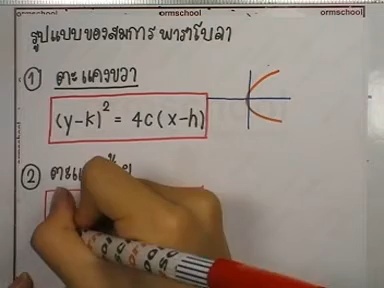 ormschool ormschool
รูปแบบของสมการ พาราโบลา
① ตะแคงขวา
(y-k)² = 4c(x-h)
②